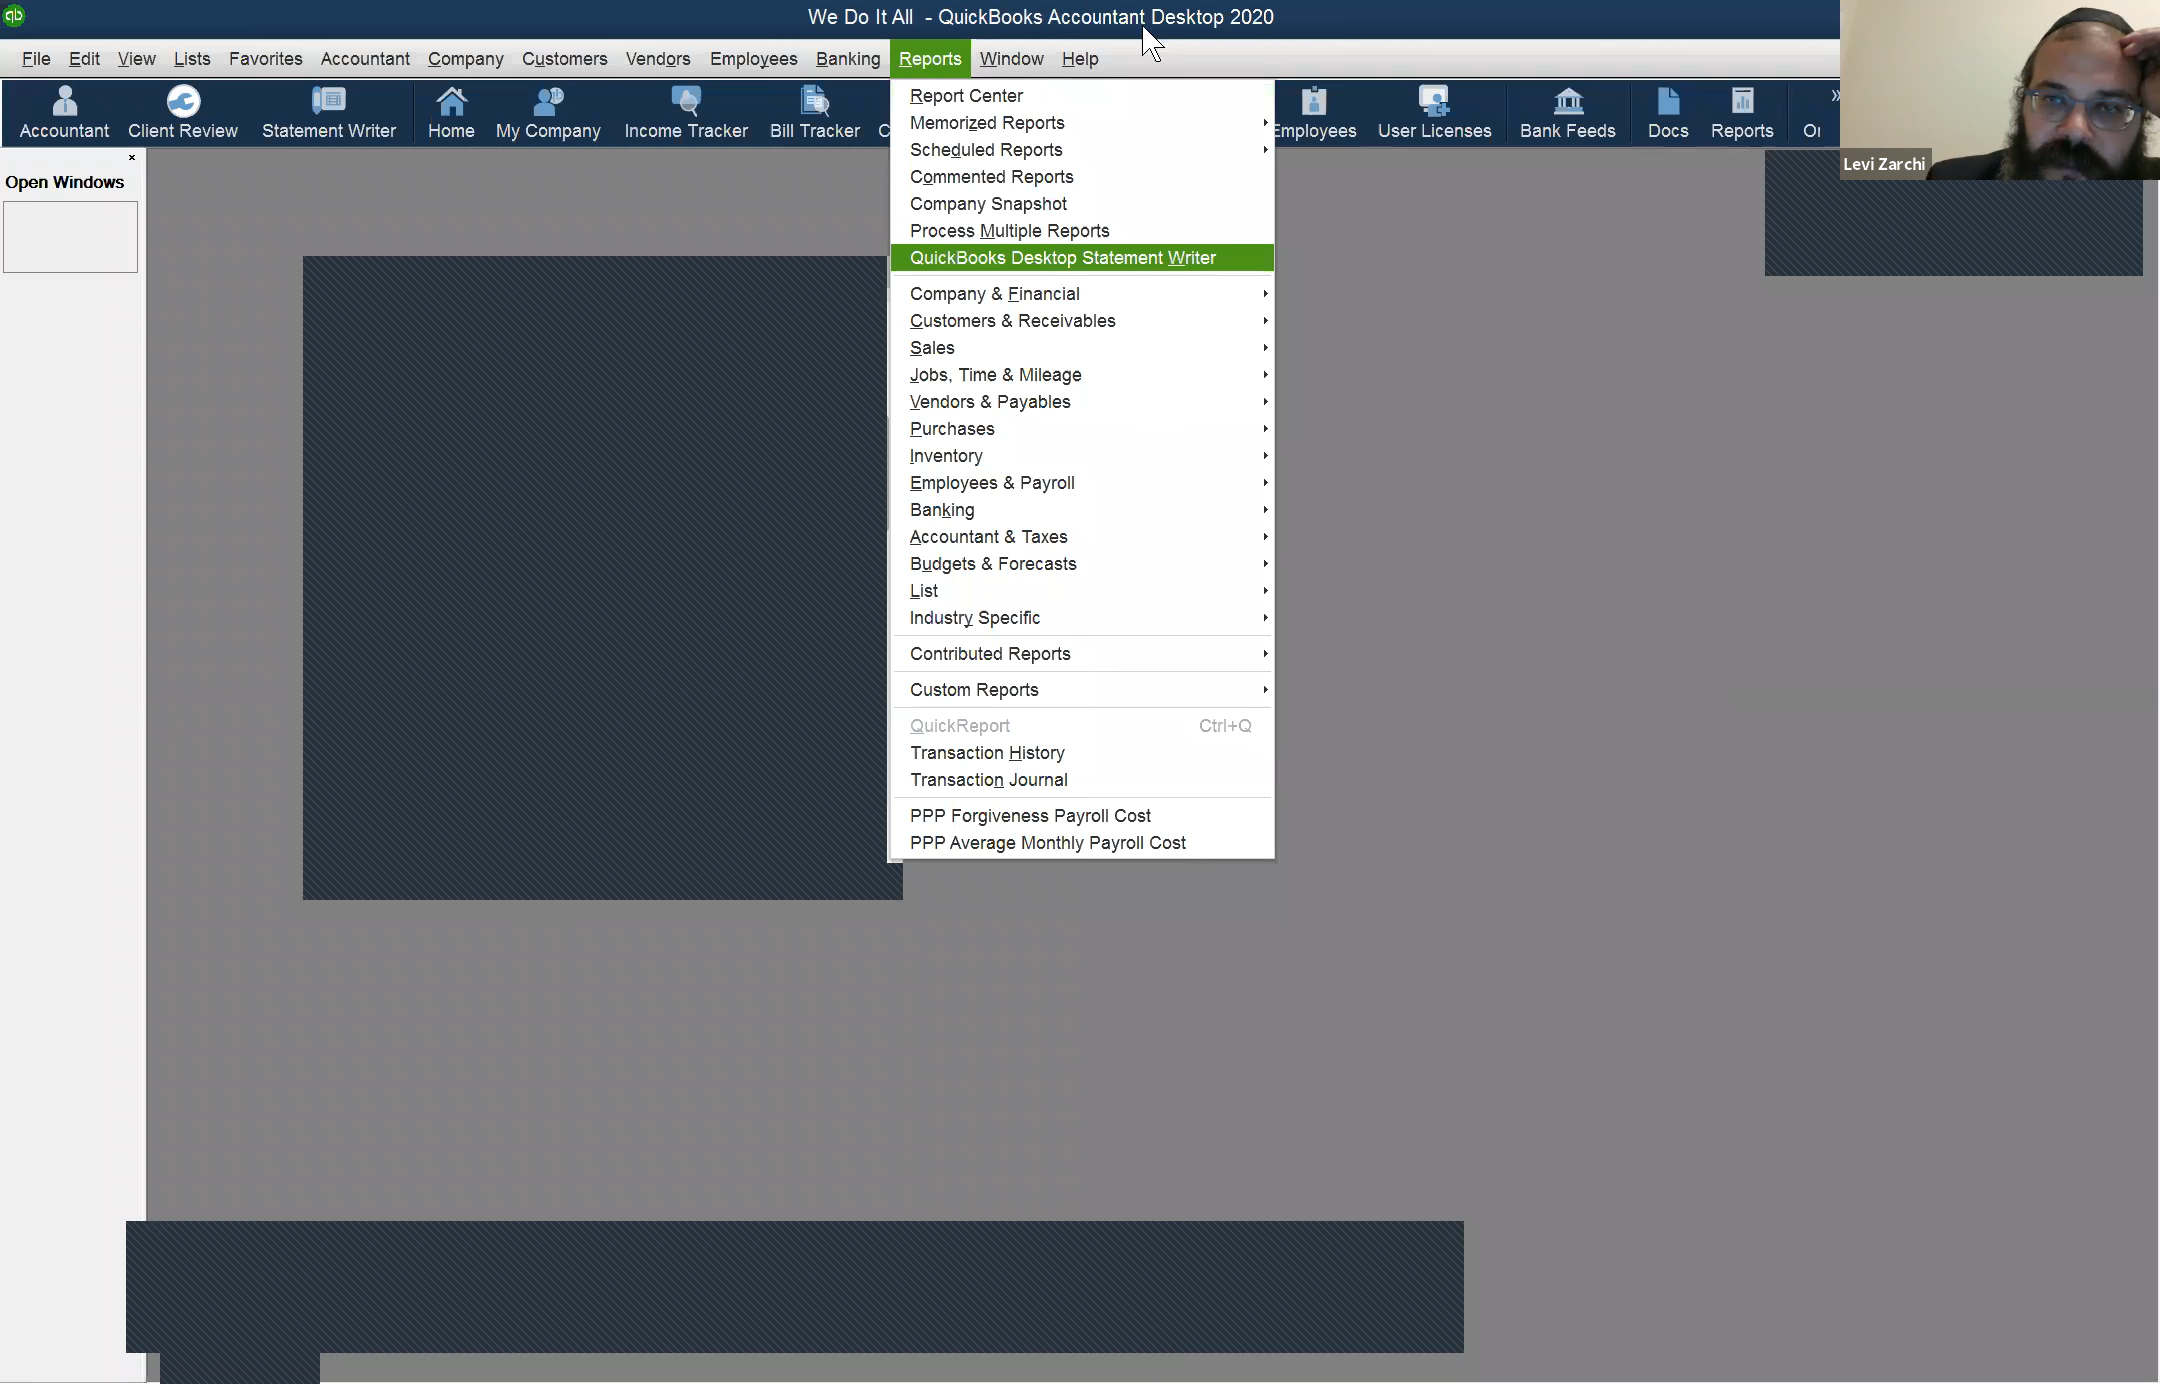 We Do It All - QuickBooks Accountant Desktop 2020
File Edit View Lists Favorites Accountant Company Customers Vendors Employees Banking Reports Window Help
Accountant Client Review Statement Writer Home My Company Income Tracker Bill Tracker C Employees User Licenses Bank Feeds Docs Reports »
Levi Zarchi
Open Windows
Report Center
Memorized Reports
Scheduled Reports
Commented Reports
Company Snapshot
Process Multiple Reports
QuickBooks Desktop Statement Writer
Company & Financial
Customers & Receivables
Sales
Jobs, Time & Mileage
Vendors & Payables
Purchases
Inventory
Employees & Payroll
Banking
Accountant & Taxes
Budgets & Forecasts
List
Industry Specific
Contributed Reports
Custom Reports
QuickReport Ctrl+Q
Transaction History
Transaction Journal
PPP Forgiveness Payroll Cost
PPP Average Monthly Payroll Cost